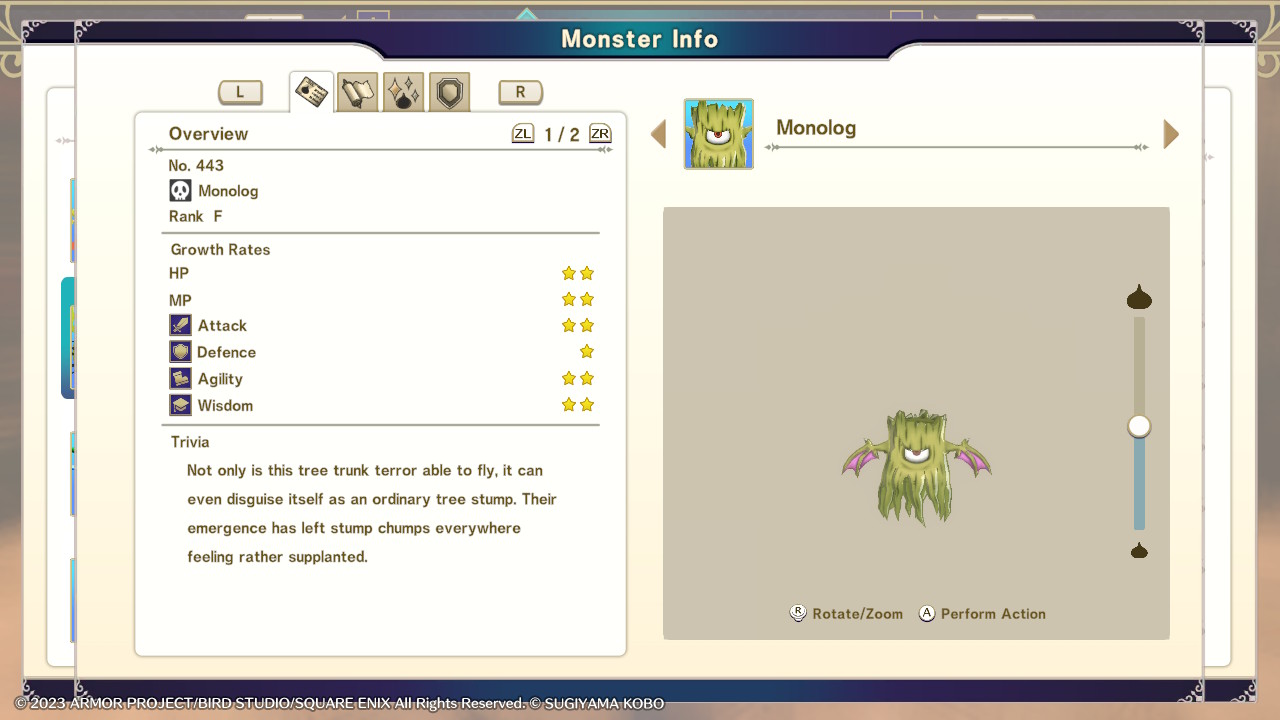 Monster Info
L
R
Overview
ZL 1 / 2 ZR
No. 443
Monolog
Rank F
Growth Rates
HP
MP
Attack
Defence
Agility
Wisdom
Trivia
Not only is this tree trunk terror able to fly, it can
even disguise itself as an ordinary tree stump. Their
emergence has left stump chumps everywhere
feeling rather supplanted.
Monolog
R Rotate/Zoom A Perform Action
© 2023 ARMOR PROJECT/BIRD STUDIO/SQUARE ENIX All Rights Reserved. © SUGIYAMA KOBO